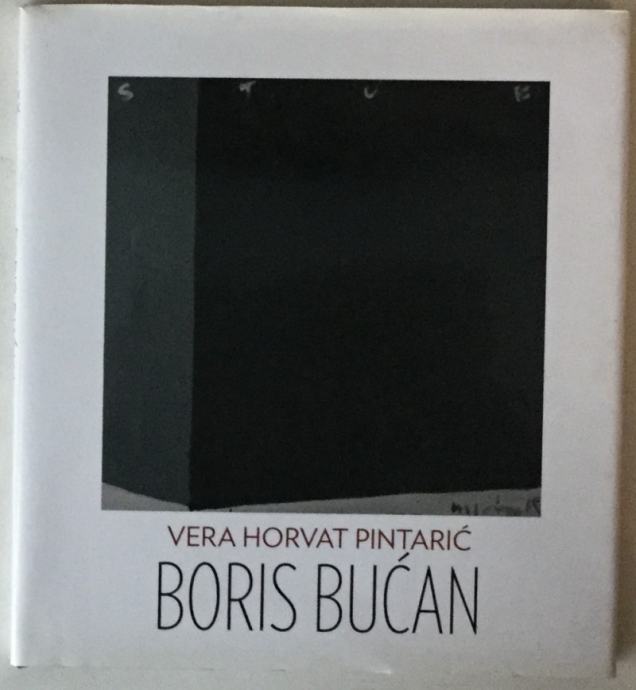 S T U E
VERA HORVAT PINTARIĆ
BORIS BUĆAN